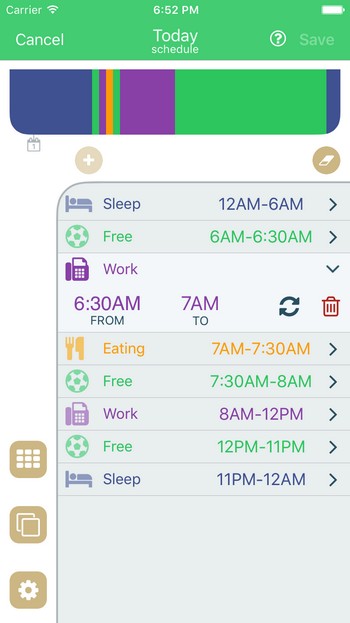 Carrier 6:52 PM
Cancel Today ? Save
schedule
1
Sleep 12AM-6AM
Free 6AM-6:30AM
Work
6:30AM 7AM
FROM TO
Eating 7AM-7:30AM
Free 7:30AM-8AM
Work 8AM-12PM
Free 12PM-11PM
Sleep 11PM-12AM